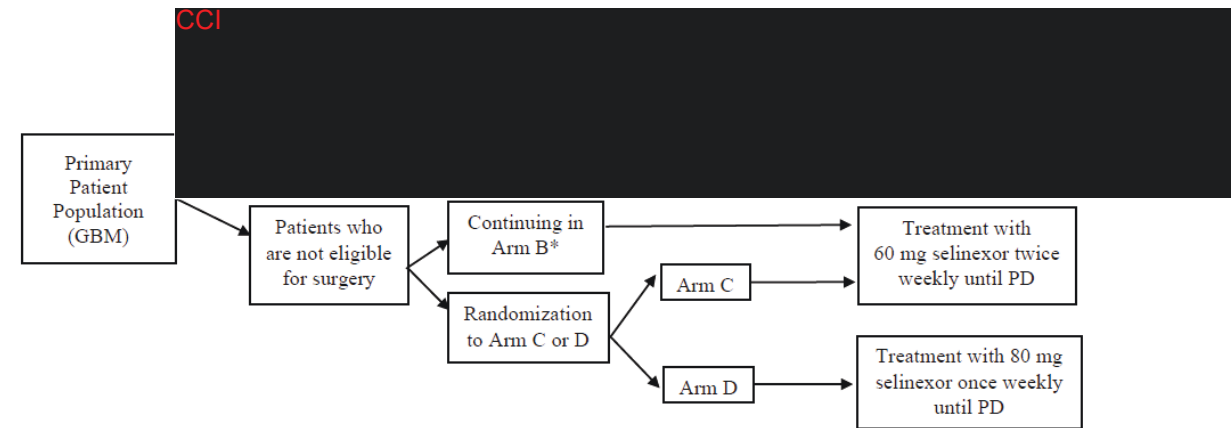 CCI
Primary
Patient
Population
(GBM)
Patients who
are not eligible
for surgery
Continuing in
Arm B*
Randomization
to Arm C or D
Arm C
Arm D
Treatment with
60 mg selinexor twice
weekly until PD
Treatment with 80 mg
selinexor once weekly
until PD